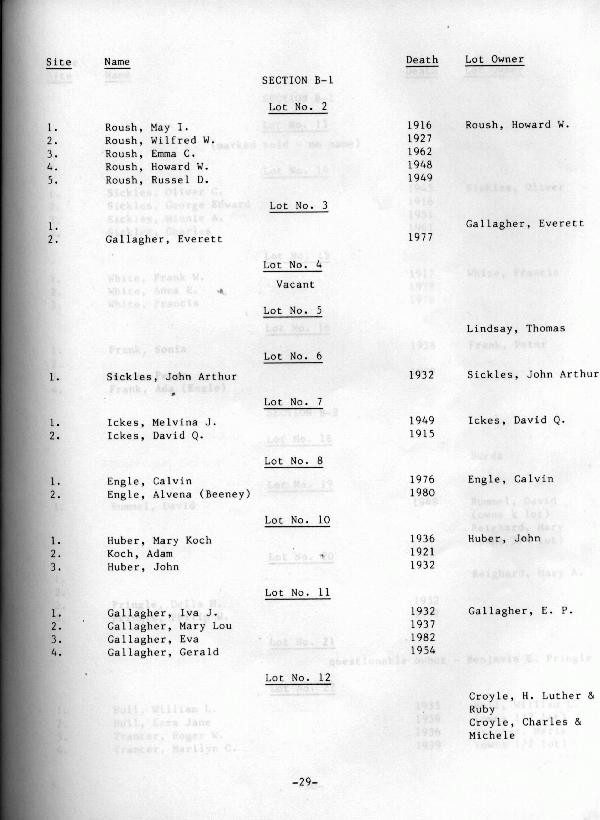 Site Name Death Lot Owner
SECTION B-1
Lot No. 2
1. Roush, May I. 1916 Roush, Howard W.
2. Roush, Wilfred W. 1927
3. Roush, Emma C. 1962
4. Roush, Howard W. 1948
5. Roush, Russel D. 1949
Lot No. 3
1. Gallagher, Everett
2. Gallagher, Everett 1977
Lot No. 4
Vacant
Lot No. 5
Lindsay, Thomas
Lot No. 6
1. Sickles, John Arthur 1932 Sickles, John Arthur
Lot No. 7
1. Ickes, Melvina J. 1949 Ickes, David Q.
2. Ickes, David Q. 1915
Lot No. 8
1. Engle, Calvin 1976 Engle, Calvin
2. Engle, Alvena (Beeney) 1980
Lot No. 10
1. Huber, Mary Koch 1936 Huber, John
2. Koch, Adam 1921
3. Huber, John 1932
Lot No. 11
1. Gallagher, Iva J. 1932 Gallagher, E. P.
2. Gallagher, Mary Lou 1937
3. Gallagher, Eva 1982
4. Gallagher, Gerald 1954
Lot No. 12
Croyle, H. Luther &
Ruby
Croyle, Charles &
Michele
-29-